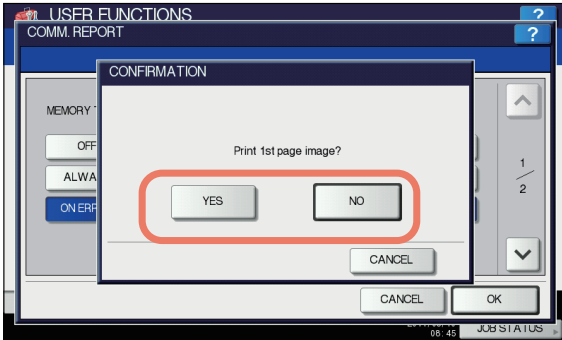 USER FUNCTIONS
?
COMM. REPORT
?
CONFIRMATION
MEMORY
OFF
ALWA
ON ERR
Print 1st page image?
YES
NO
CANCEL
1
2
CANCEL
OK
08:45
JOB STATUS